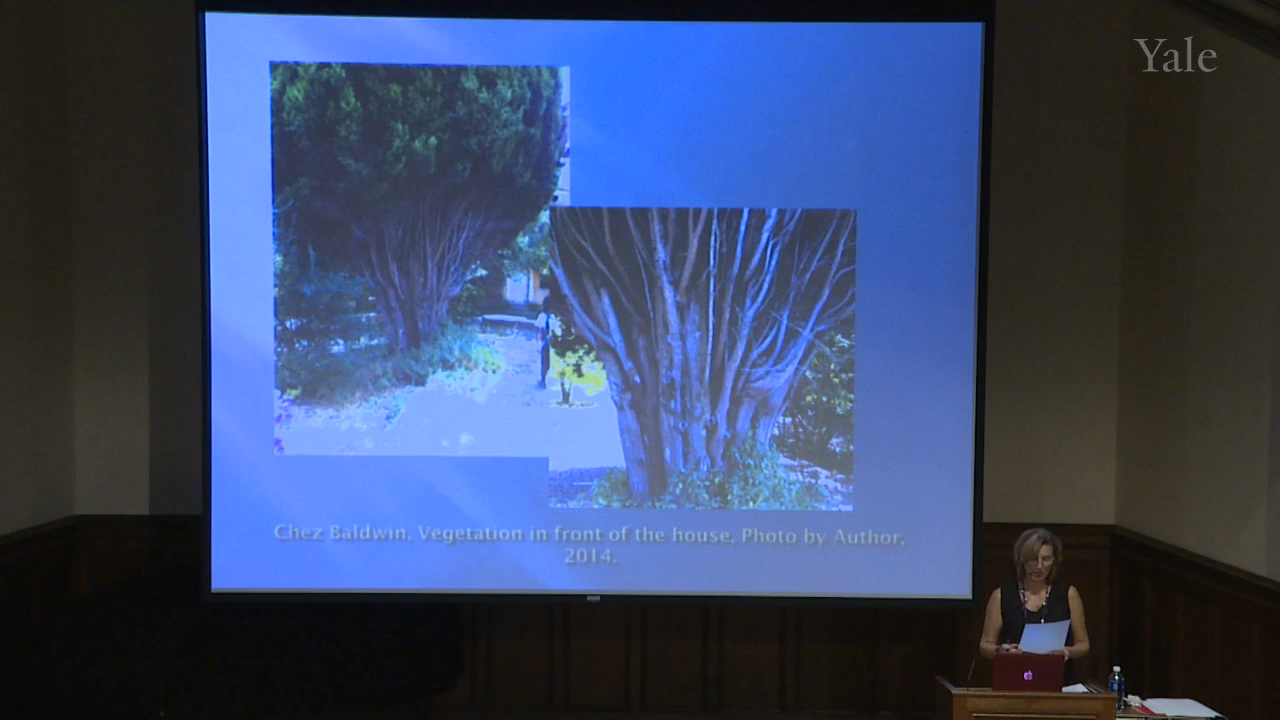 Yale
Chez Baldwin, Vegetation in front of the house, Photo by Author,
2014.